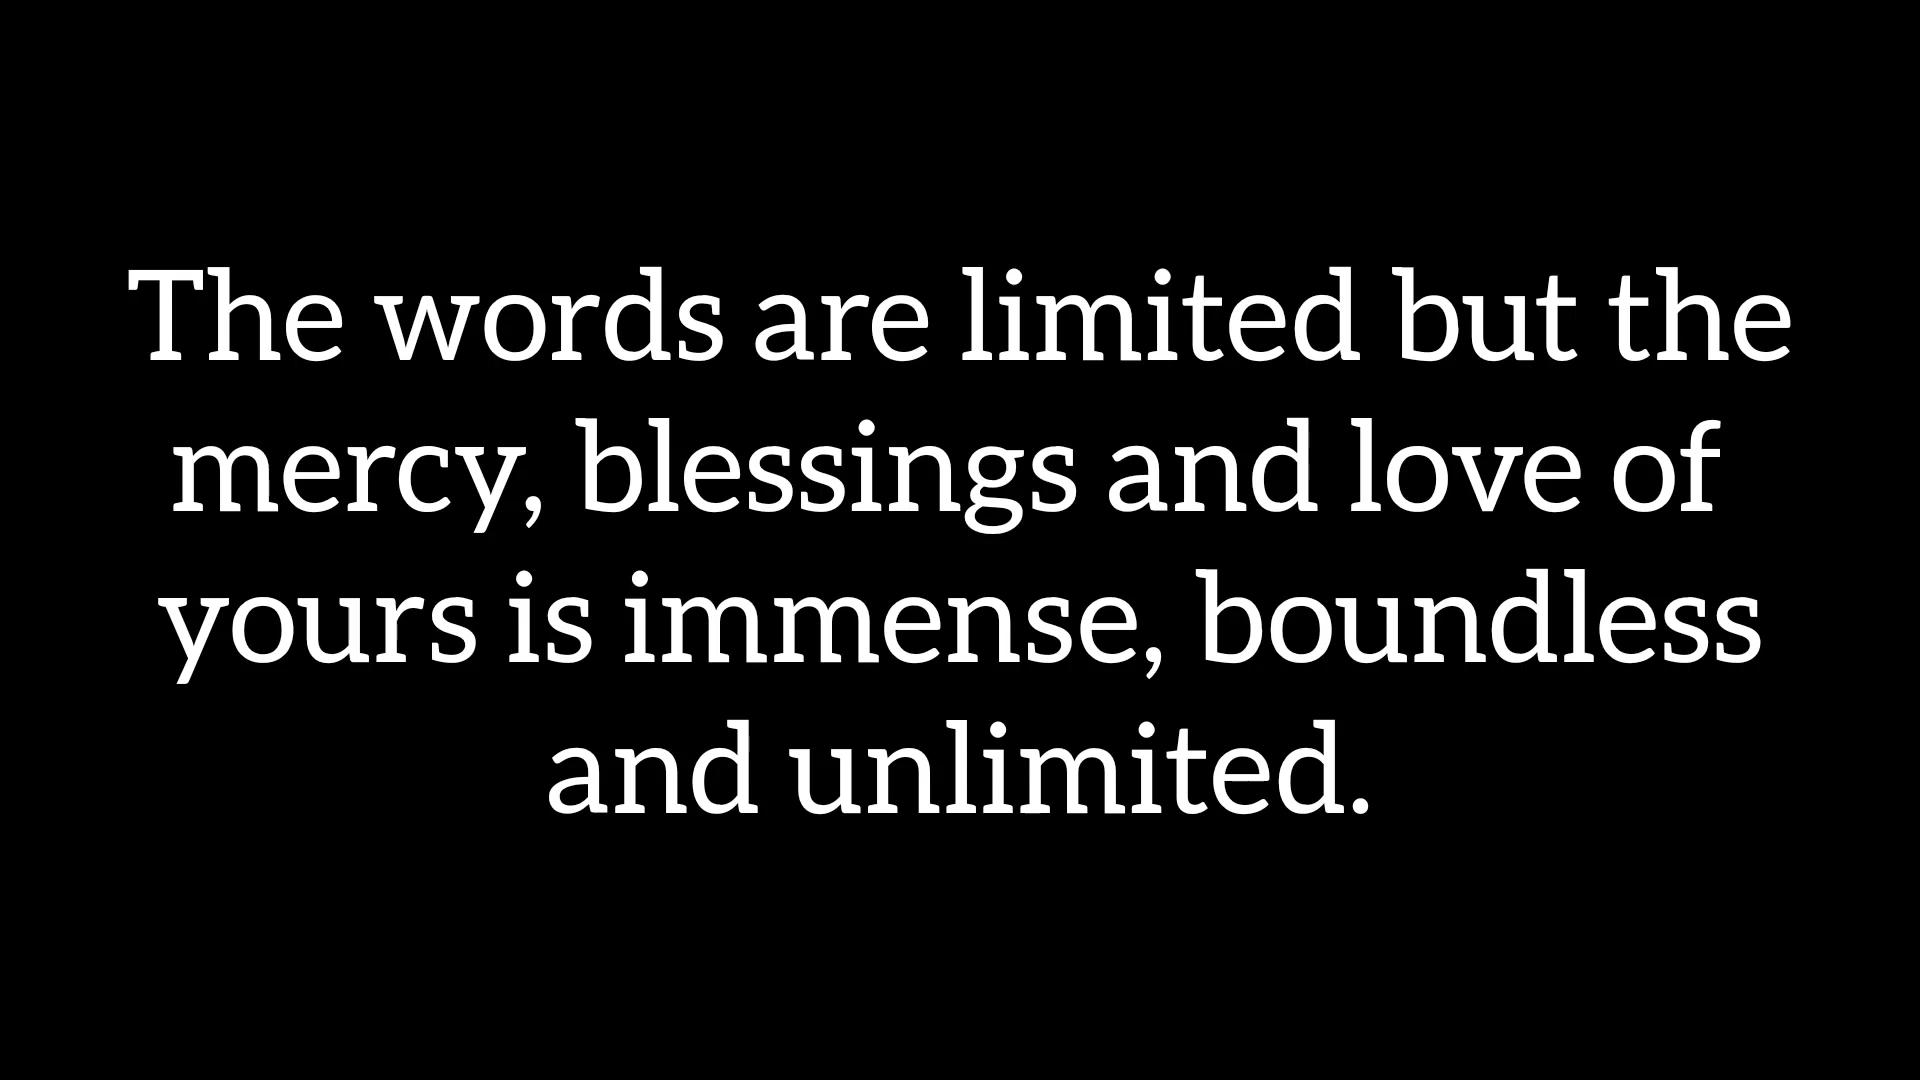 The words are limited but the
mercy, blessings and love of
yours is immense, boundless
and unlimited.